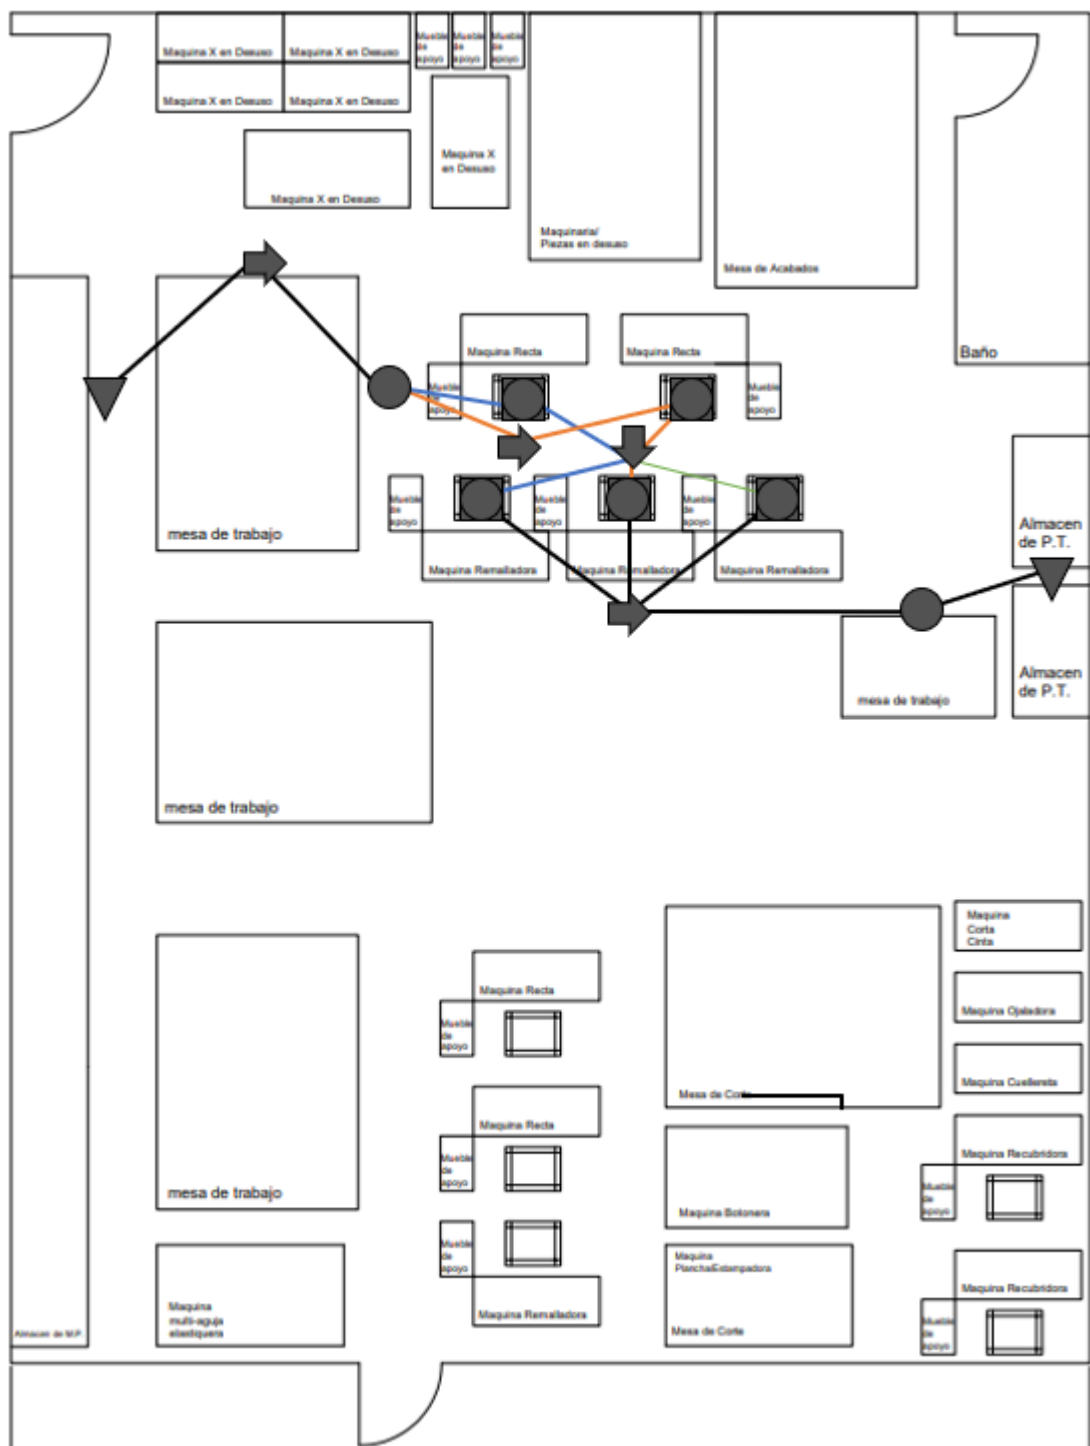 Maquina X en Desuso
Maquina X en Desuso
Mueble
de
apoyo
Mueble
de
apoyo
Mueble
de
apoyo
Maquina X en Desuso
Maquina X en Desuso
Maquina X
en Desuso
Maquina X en Desuso
Maquinaria/
Piezas en desuso
Mesa de Acabados
Maquina Recta
Maquina Recta
Baño
Mueble
de
apoyo
Mueble
de
apoyo
Mueble
de
apoyo
Mueble
de
apoyo
Mueble
de
apoyo
mesa de trabajo
Almacen
de P.T.
Maquina Remalladora
Maquina Remalladora
Maquina Remalladora
Almacen
de P.T.
mesa de trabajo
mesa de trabajo
Maquina
Corta
Cinta
Maquina Recta
Maquina Ojaladora
Mueble
de
apoyo
Maquina Cuellereta
Mesa de Corte
Maquina Recta
Maquina Recubridora
Mueble
de
apoyo
mesa de trabajo
Mueble
de
apoyo
Maquina Botonera
Mueble
de
apoyo
Maquina
Plancha/Estampadora
Maquina Recubridora
Maquina
multi-aguja
elastiquera
Maquina Remalladora
Mesa de Corte
Mueble
de
apoyo
Almacen de M.P.